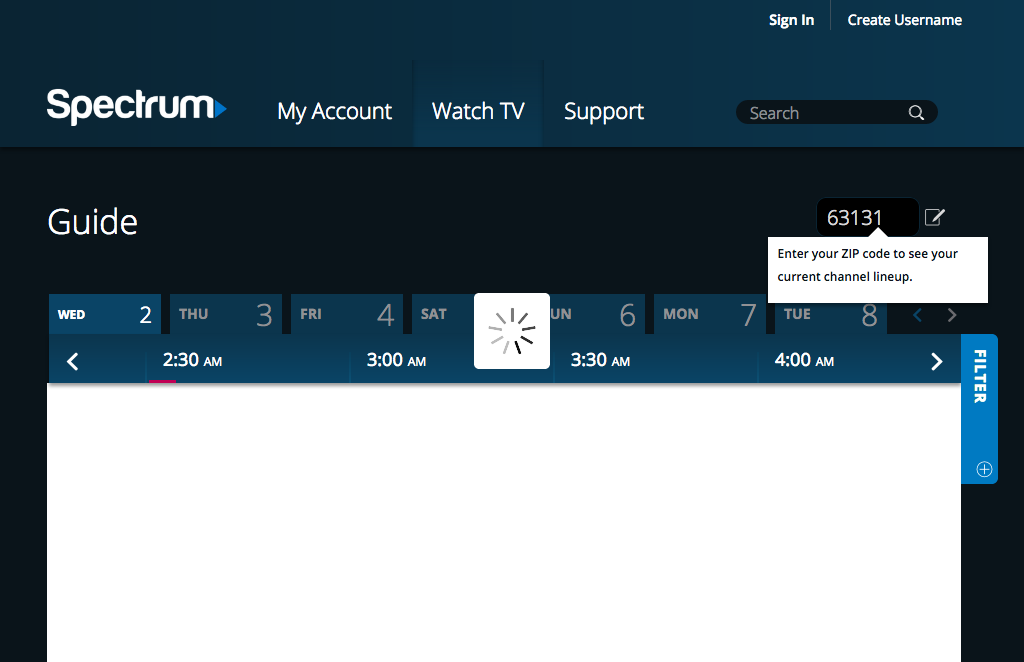 Sign In
Create Username
Spectrum
My Account
Watch TV
Support
Search
Guide
63131
Enter your ZIP code to see your
current channel lineup.
WED 2
THU 3
FRI 4
SAT
UN 6
MON 7
TUE 8
2:30 AM
3:00 AM
3:30 AM
4:00 AM
FILTER